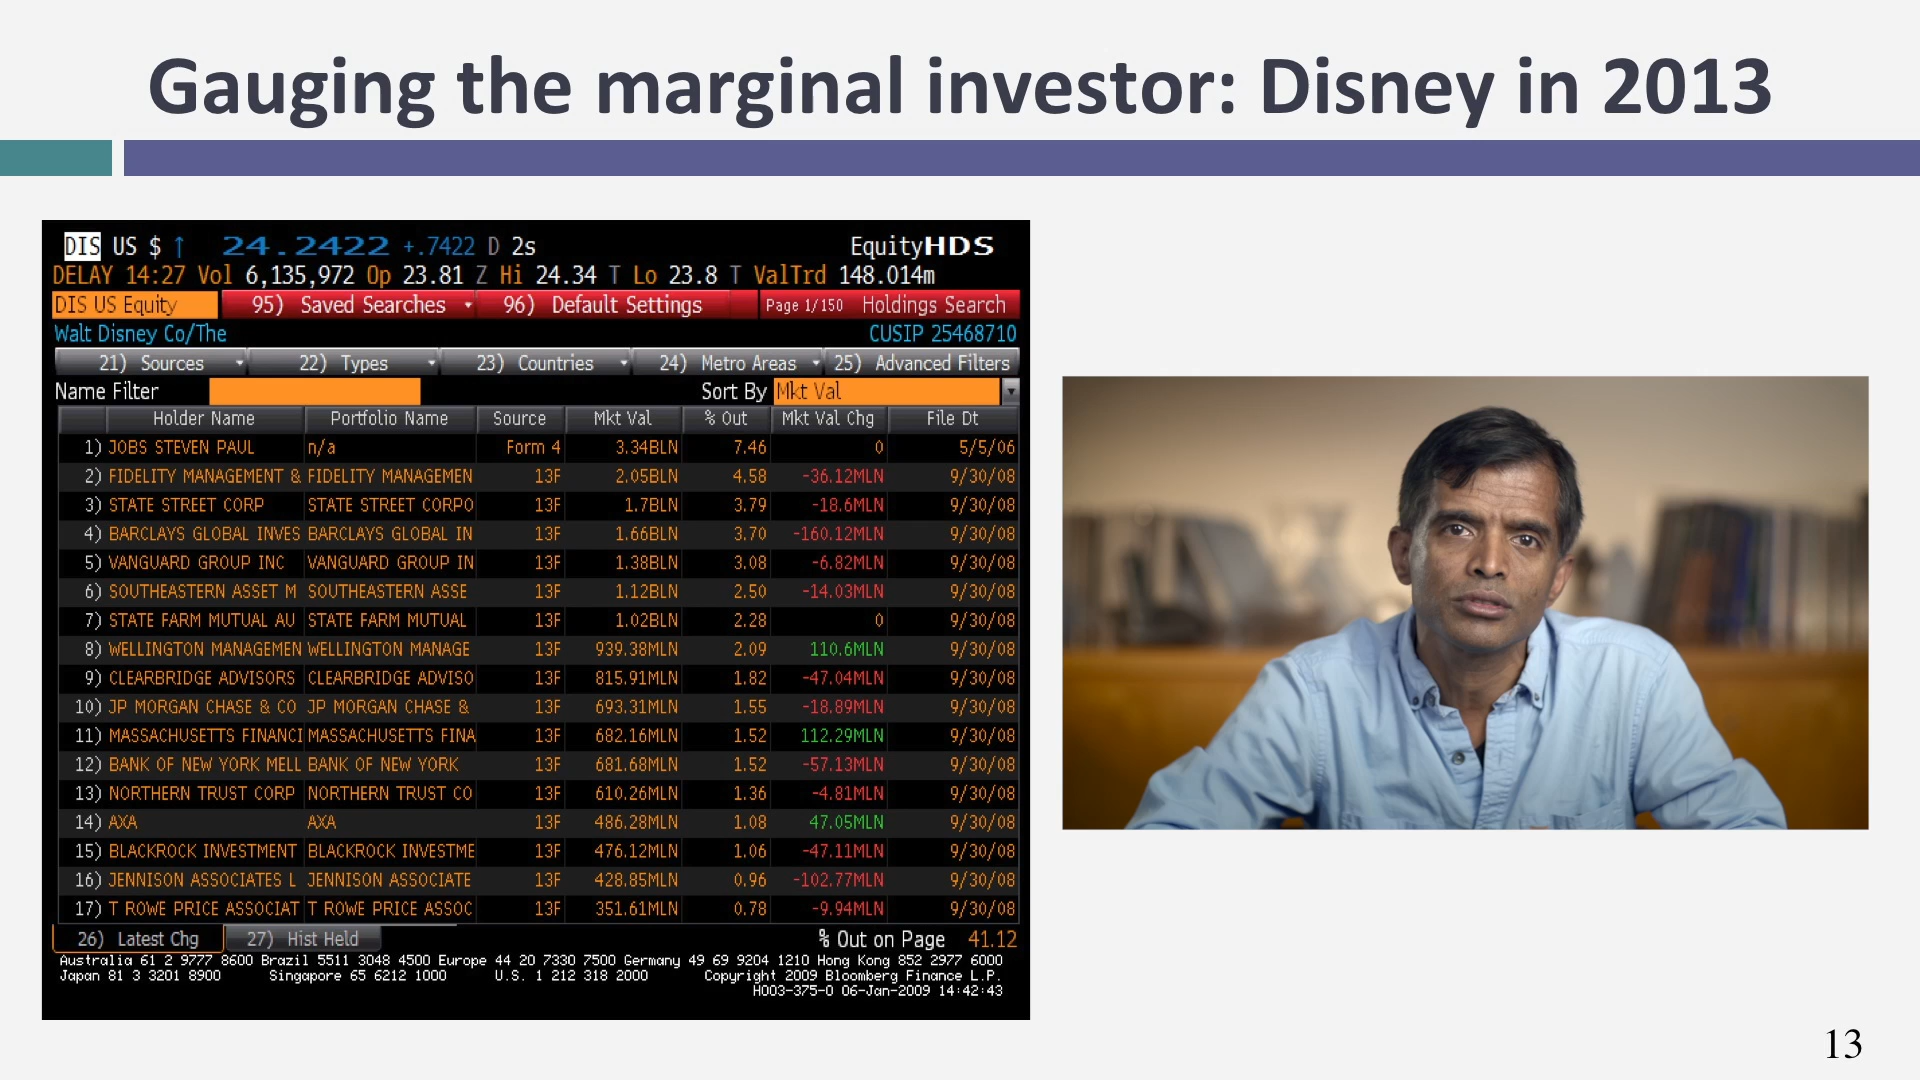 Gauging the marginal investor: Disney in 2013
DIS US $ ↑ 24.2422 +.7422 D 2s EquityHDS
DELAY 14:27 Vol 6,135,972 Op 23.81 Z Hi 24.34 T Lo 23.8 T ValTrd 148.014m
DIS US Equity 95) Saved Searches 96) Default Settings Page 1/150 Holdings Search
Walt Disney Co/The CUSIP 25468710
21) Sources 22) Types 23) Countries 24) Metro Areas 25) Advanced Filters
Name Filter Sort By Mkt Val
Holder Name Portfolio Name Source Mkt Val % Out Mkt Val Chg File Dt
1) JOBS STEVEN PAUL n/a Form 4 3.34BLN 7.46 0 5/5/06
2) FIDELITY MANAGEMENT & FIDELITY MANAGEMEN 13F 2.05BLN 4.58 -36.12MLN 9/30/08
3) STATE STREET CORP STATE STREET CORPO 13F 1.7BLN 3.79 -18.6MLN 9/30/08
4) BARCLAYS GLOBAL INVES BARCLAYS GLOBAL IN 13F 1.66BLN 3.70 -160.12MLN 9/30/08
5) VANGUARD GROUP INC VANGUARD GROUP IN 13F 1.38BLN 3.08 -6.82MLN 9/30/08
6) SOUTHEASTERN ASSET M SOUTHEASTERN ASSE 13F 1.12BLN 2.50 -14.03MLN 9/30/08
7) STATE FARM MUTUAL AU STATE FARM MUTUAL 13F 1.02BLN 2.28 0 9/30/08
8) WELLINGTON MANAGEMEN WELLINGTON MANAGE 13F 939.38MLN 2.09 110.6MLN 9/30/08
9) CLEARBRIDGE ADVISORS CLEARBRIDGE ADVISO 13F 815.91MLN 1.82 -47.04MLN 9/30/08
10) JP MORGAN CHASE & CO JP MORGAN CHASE & 13F 693.31MLN 1.55 -18.89MLN 9/30/08
11) MASSACHUSETTS FINANCI MASSACHUSETTS FINA 13F 682.16MLN 1.52 112.29MLN 9/30/08
12) BANK OF NEW YORK MELL BANK OF NEW YORK 13F 681.68MLN 1.52 -57.13MLN 9/30/08
13) NORTHERN TRUST CORP NORTHERN TRUST CO 13F 610.26MLN 1.36 -4.81MLN 9/30/08
14) AXA AXA 13F 486.28MLN 1.08 47.05MLN 9/30/08
15) BLACKROCK INVESTMENT BLACKROCK INVESTME 13F 476.12MLN 1.06 -47.11MLN 9/30/08
16) JENNISON ASSOCIATES L JENNISON ASSOCIATE 13F 428.85MLN 0.96 -102.77MLN 9/30/08
17) T ROWE PRICE ASSOCIAT T ROWE PRICE ASSOC 13F 351.61MLN 0.78 -9.94MLN 9/30/08
26) Latest Chg 27) Hist Held % Out on Page 41.12
Australia 61 2 9777 8600 Brazil 5511 3048 4500 Europe 44 20 7330 7500 Germany 49 69 9204 1210 Hong Kong 852 2977 6000
Japan 81 3 3201 8900 Singapore 65 6212 1000 U.S. 1 212 318 2000 Copyright 2009 Bloomberg Finance L.P.
H003-375-0 06-Jan-2009 14:42:43
13